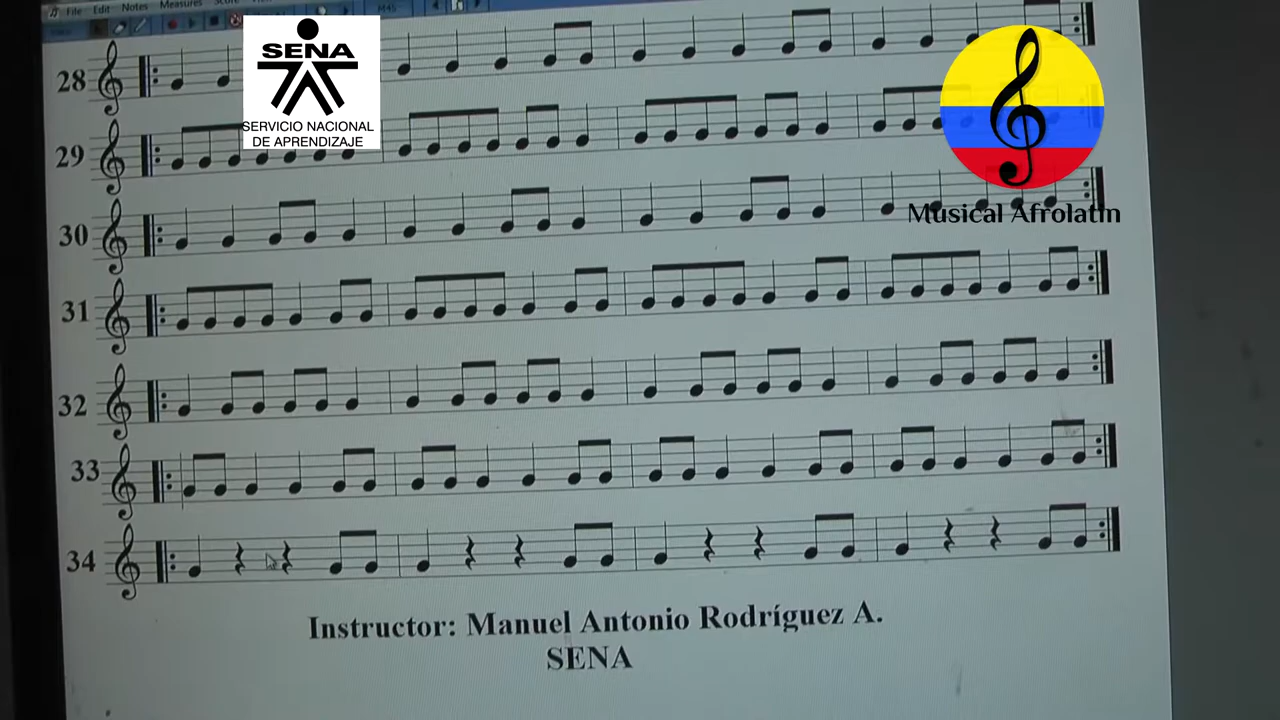 File Edit Notes Measures
28
SENA
SERVICIO NACIONAL
DE APRENDIZAJE
29
30
Musical Afrolatin
31
32
33
34
Instructor: Manuel Antonio Rodríguez A.
SENA